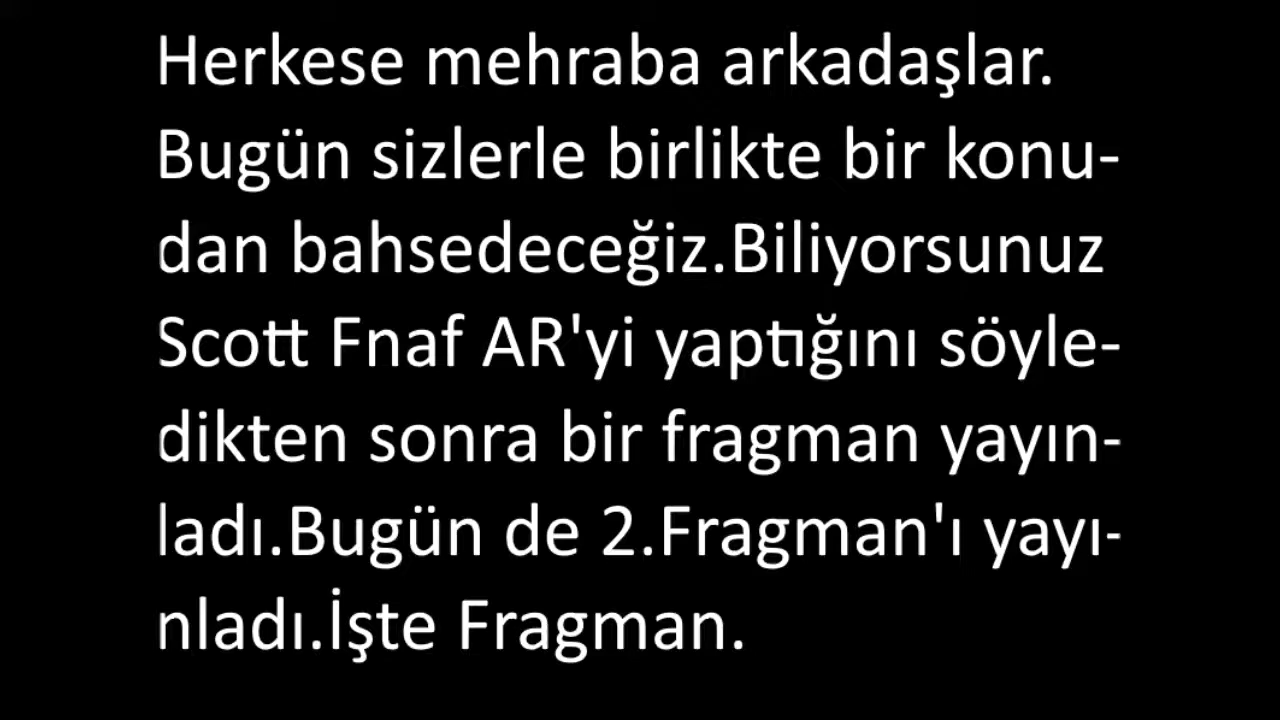 Herkese mehraba arkadaşlar.
Bugün sizlerle birlikte bir konu-
dan bahsedeceğiz.Biliyorsunuz
Scott Fnaf AR'yi yaptığını söyle-
dikten sonra bir fragman yayın-
ladı.Bugün de 2.Fragman'ı yayı-
nladı.İşte Fragman.